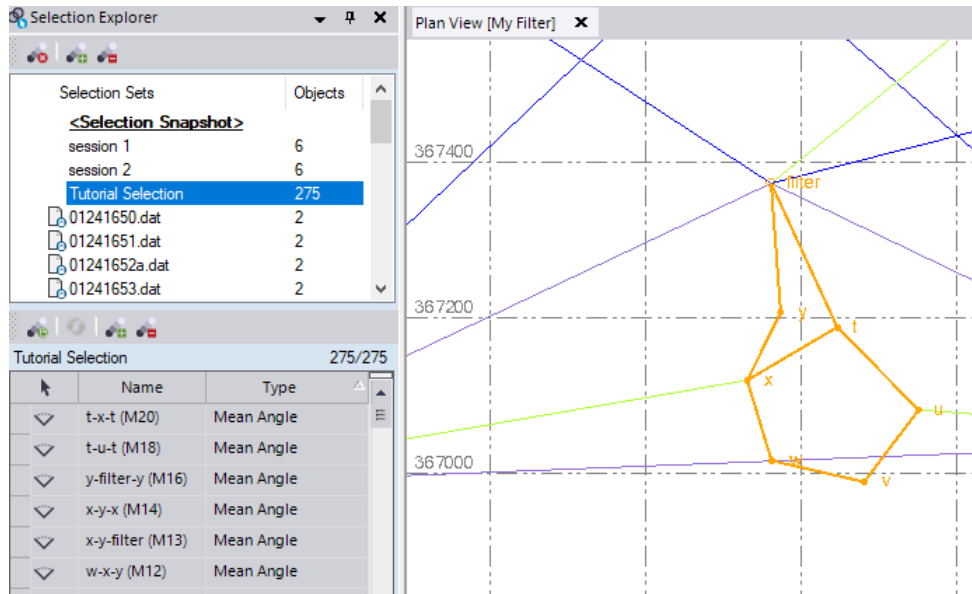 Selection Explorer
Selection Sets Objects
<Selection Snapshot>
session 1 6
session 2 6
Tutorial Selection 275
01241650.dat 2
01241651.dat 2
01241652a.dat 2
01241653.dat 2
Tutorial Selection 275/275
Name Type
t-x-t (M20) Mean Angle
t-u-t (M18) Mean Angle
y-filter-y (M16) Mean Angle
x-y-x (M14) Mean Angle
x-y-filter (M13) Mean Angle
w-x-y (M12) Mean Angle
Plan View [My Filter]
367400
filter
367200
y
t
x
u
367000
w
v